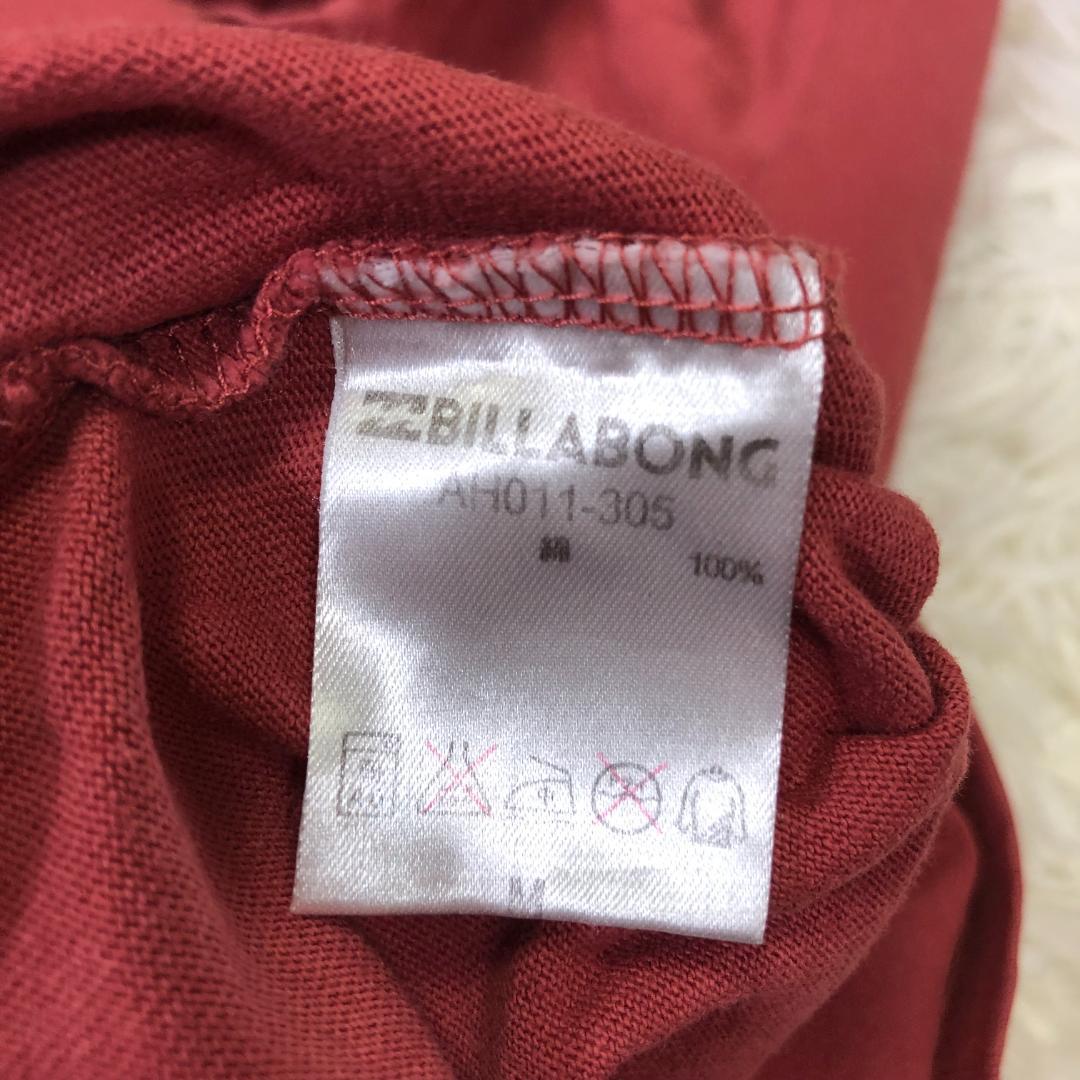 BILLABONG
AH011-305
綿 100%
M